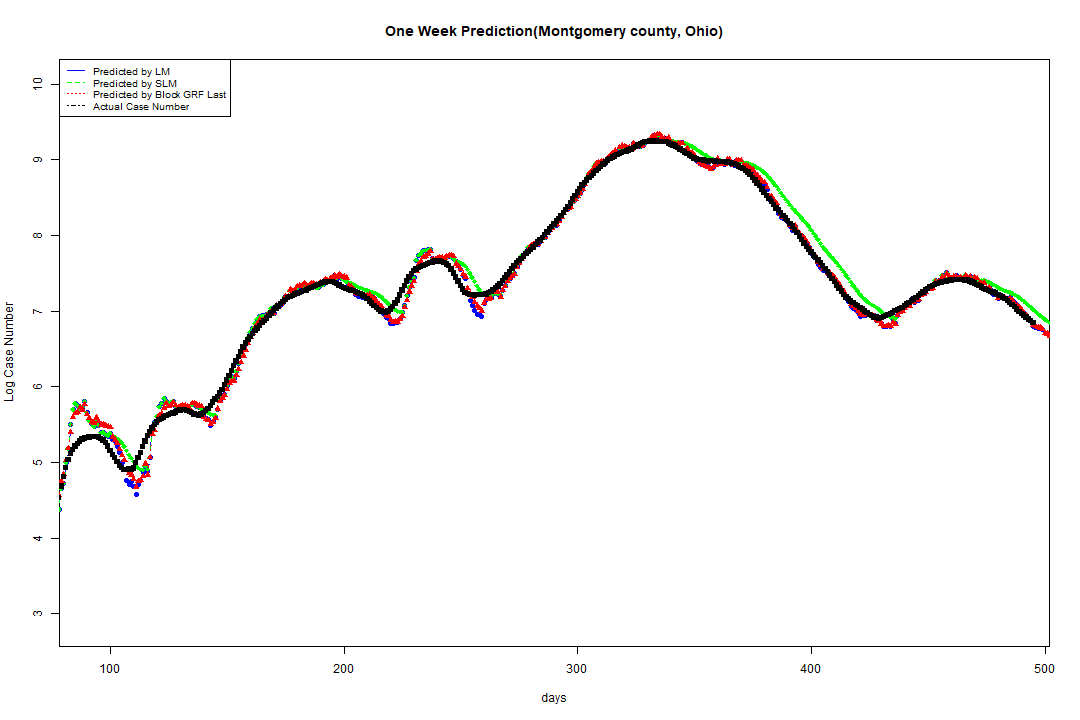 One Week Prediction(Montgomery county, Ohio)
Predicted by LM
Predicted by SLM
Predicted by Block GRF Last
Actual Case Number
10
9
8
7
6
5
4
3
Log Case Number
100 200 300 400 500
days